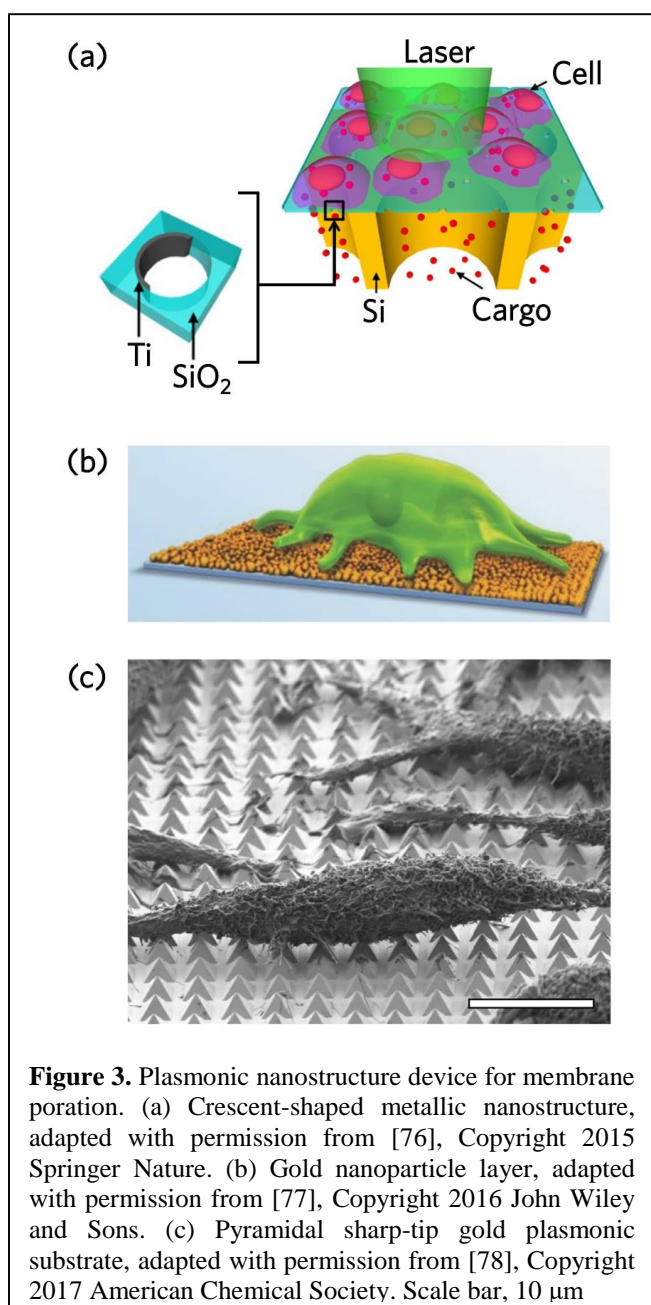 (a)
Laser
Cell
Ti
SiO₂
Si
Cargo
(b)
(c)
Figure 3. Plasmonic nanostructure device for membrane
poration. (a) Crescent-shaped metallic nanostructure,
adapted with permission from [76], Copyright 2015
Springer Nature. (b) Gold nanoparticle layer, adapted
with permission from [77], Copyright 2016 John Wiley
and Sons. (c) Pyramidal sharp-tip gold plasmonic
substrate, adapted with permission from [78], Copyright
2017 American Chemical Society. Scale bar, 10 μm